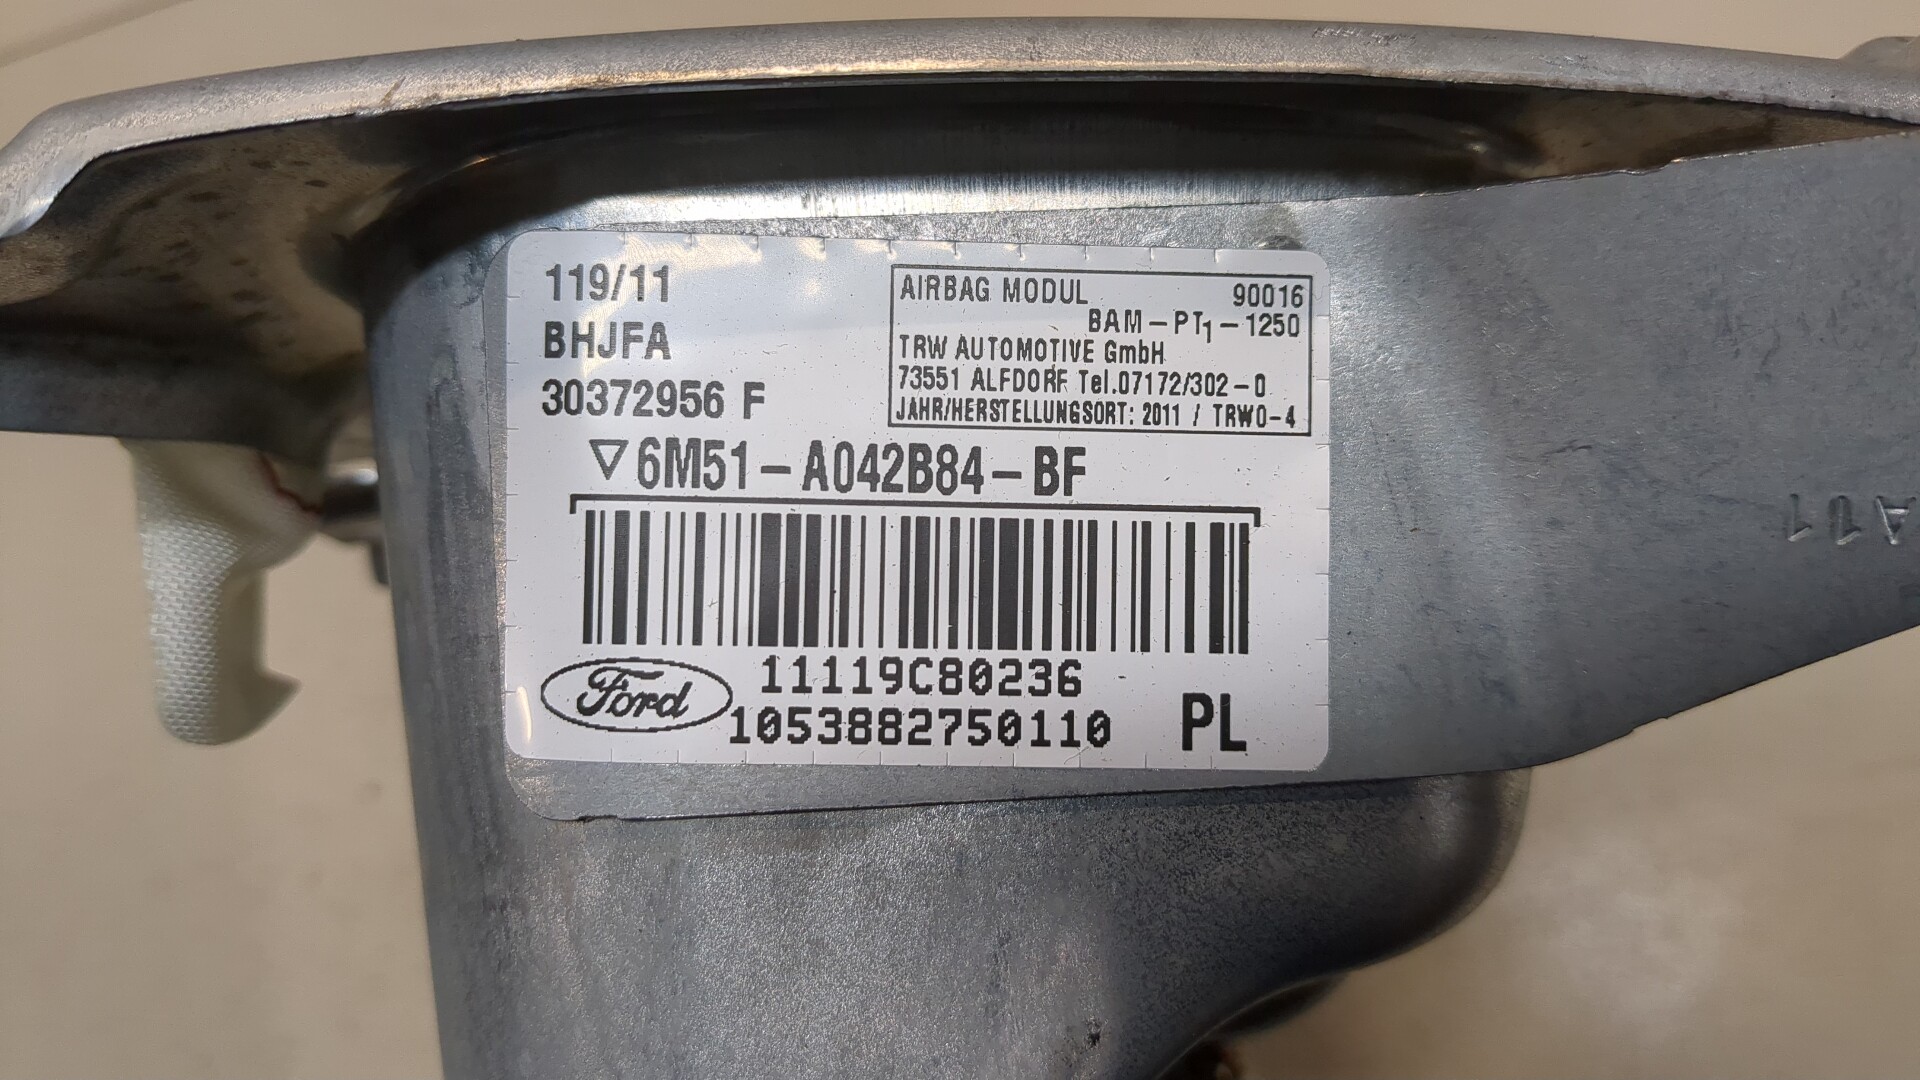 119/11
BHJFA
30372956 F
AIRBAG MODUL 90016
BAM-PT1-1250
TRW AUTOMOTIVE GmbH
73551 ALFDORF Tel.07172/302-0
JAHR/HERSTELLUNGSORT: 2011 / TRWO-4
▽6M51-A042B84-BF
11119C80236
Ford
1053882750110
PL